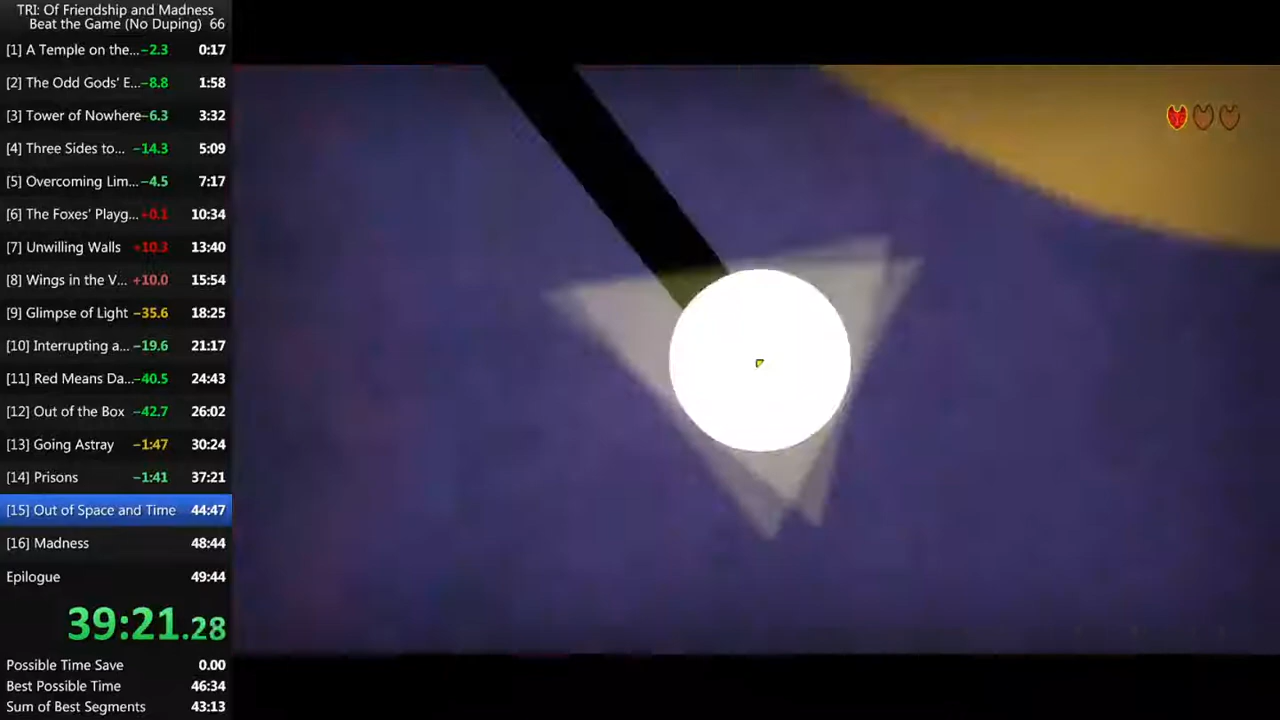 TRI: Of Friendship and Madness
Beat the Game (No Duping) 66
[1] A Temple on the... −2.3 0:17
[2] The Odd Gods' E... −8.8 1:58
[3] Tower of Nowhere −6.3 3:32
[4] Three Sides to... −14.3 5:09
[5] Overcoming Lim... −4.5 7:17
[6] The Foxes' Playg... +0.1 10:34
[7] Unwilling Walls +10.3 13:40
[8] Wings in the V... +10.0 15:54
[9] Glimpse of Light −35.6 18:25
[10] Interrupting a... −19.6 21:17
[11] Red Means Da... −40.5 24:43
[12] Out of the Box −42.7 26:02
[13] Going Astray −1:47 30:24
[14] Prisons −1:41 37:21
[15] Out of Space and Time 44:47
[16] Madness 48:44
Epilogue 49:44
39:21.28
Possible Time Save 0.00
Best Possible Time 46:34
Sum of Best Segments 43:13